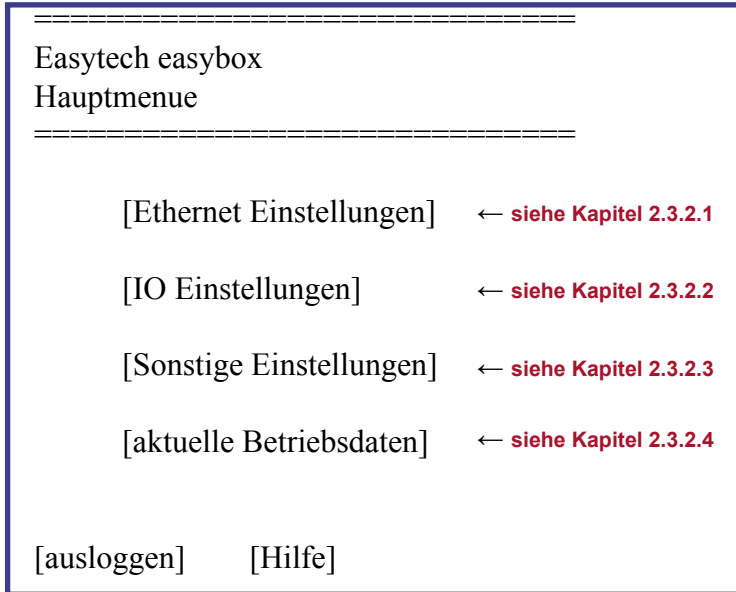 ==============================
Easytech easybox
Hauptmenue
==============================
[Ethernet Einstellungen] ← siehe Kapitel 2.3.2.1
[IO Einstellungen] ← siehe Kapitel 2.3.2.2
[Sonstige Einstellungen] ← siehe Kapitel 2.3.2.3
[aktuelle Betriebsdaten] ← siehe Kapitel 2.3.2.4
[ausloggen] [Hilfe]